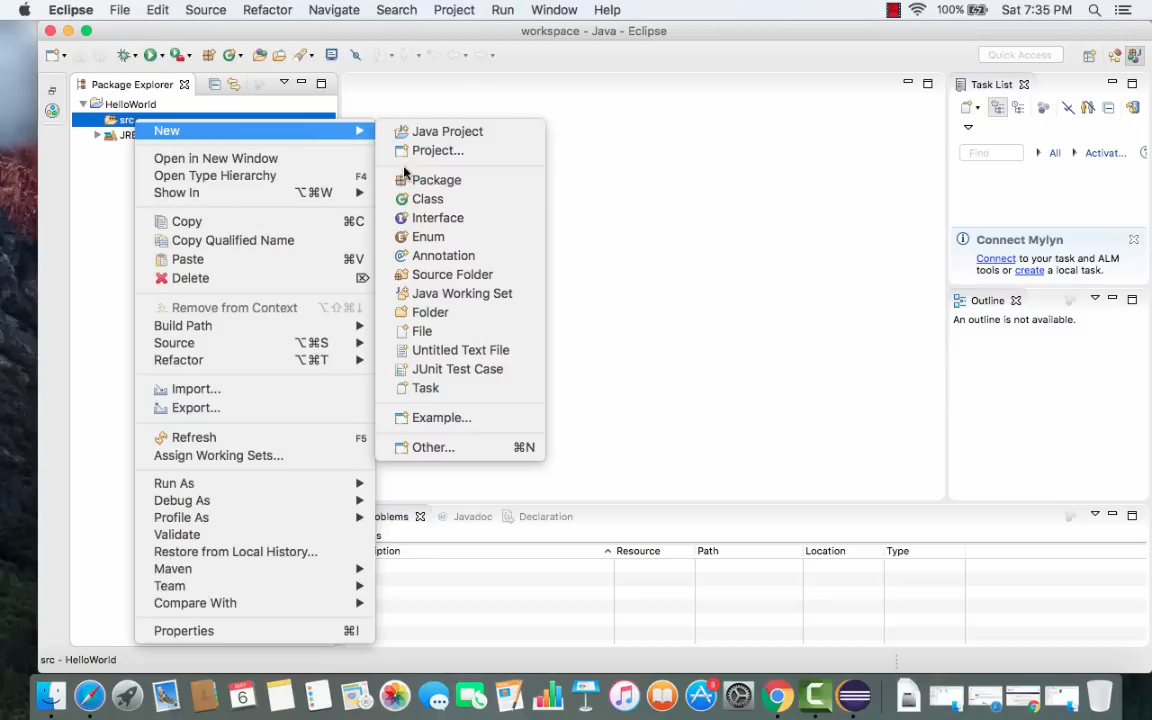 Eclipse File Edit Source Refactor Navigate Search Project Run Window Help 100% Sat 7:35 PM
workspace - Java - Eclipse
Quick Access
Package Explorer
HelloWorld
src
JRE
New
Open in New Window
Open Type Hierarchy F4
Show In ⌥⌘W
Copy ⌘C
Copy Qualified Name
Paste ⌘V
Delete ⌦
Remove from Context ⌥⇧⌘↓
Build Path
Source ⌥⌘S
Refactor ⌥⌘T
Import...
Export...
Refresh F5
Assign Working Sets...
Run As
Debug As
Profile As
Validate
Restore from Local History...
Maven
Team
Compare With
Properties ⌘I
Java Project
Project...
Package
Class
Interface
Enum
Annotation
Source Folder
Java Working Set
Folder
File
Untitled Text File
JUnit Test Case
Task
Example...
Other... ⌘N
Task List
Find All Activat...
Connect Mylyn
Connect to your task and ALM
tools or create a local task.
Outline
An outline is not available.
oblems Javadoc Declaration
s
ption Resource Path Location Type
src - HelloWorld
6